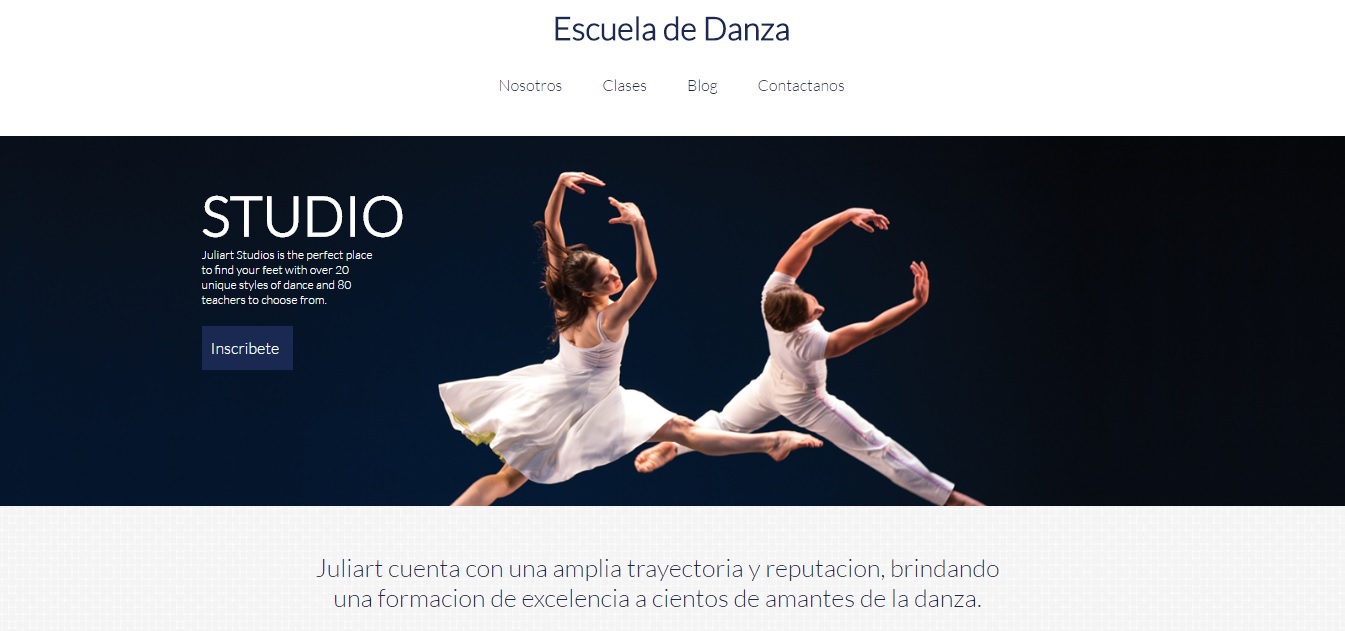 Escuela de Danza
Nosotros Clases Blog Contactanos
STUDIO
Juliart Studios is the perfect place
to find your feet with over 20
unique styles of dance and 80
teachers to choose from.
Inscribete
Juliart cuenta con una amplia trayectoria y reputacion, brindando
una formacion de excelencia a cientos de amantes de la danza.